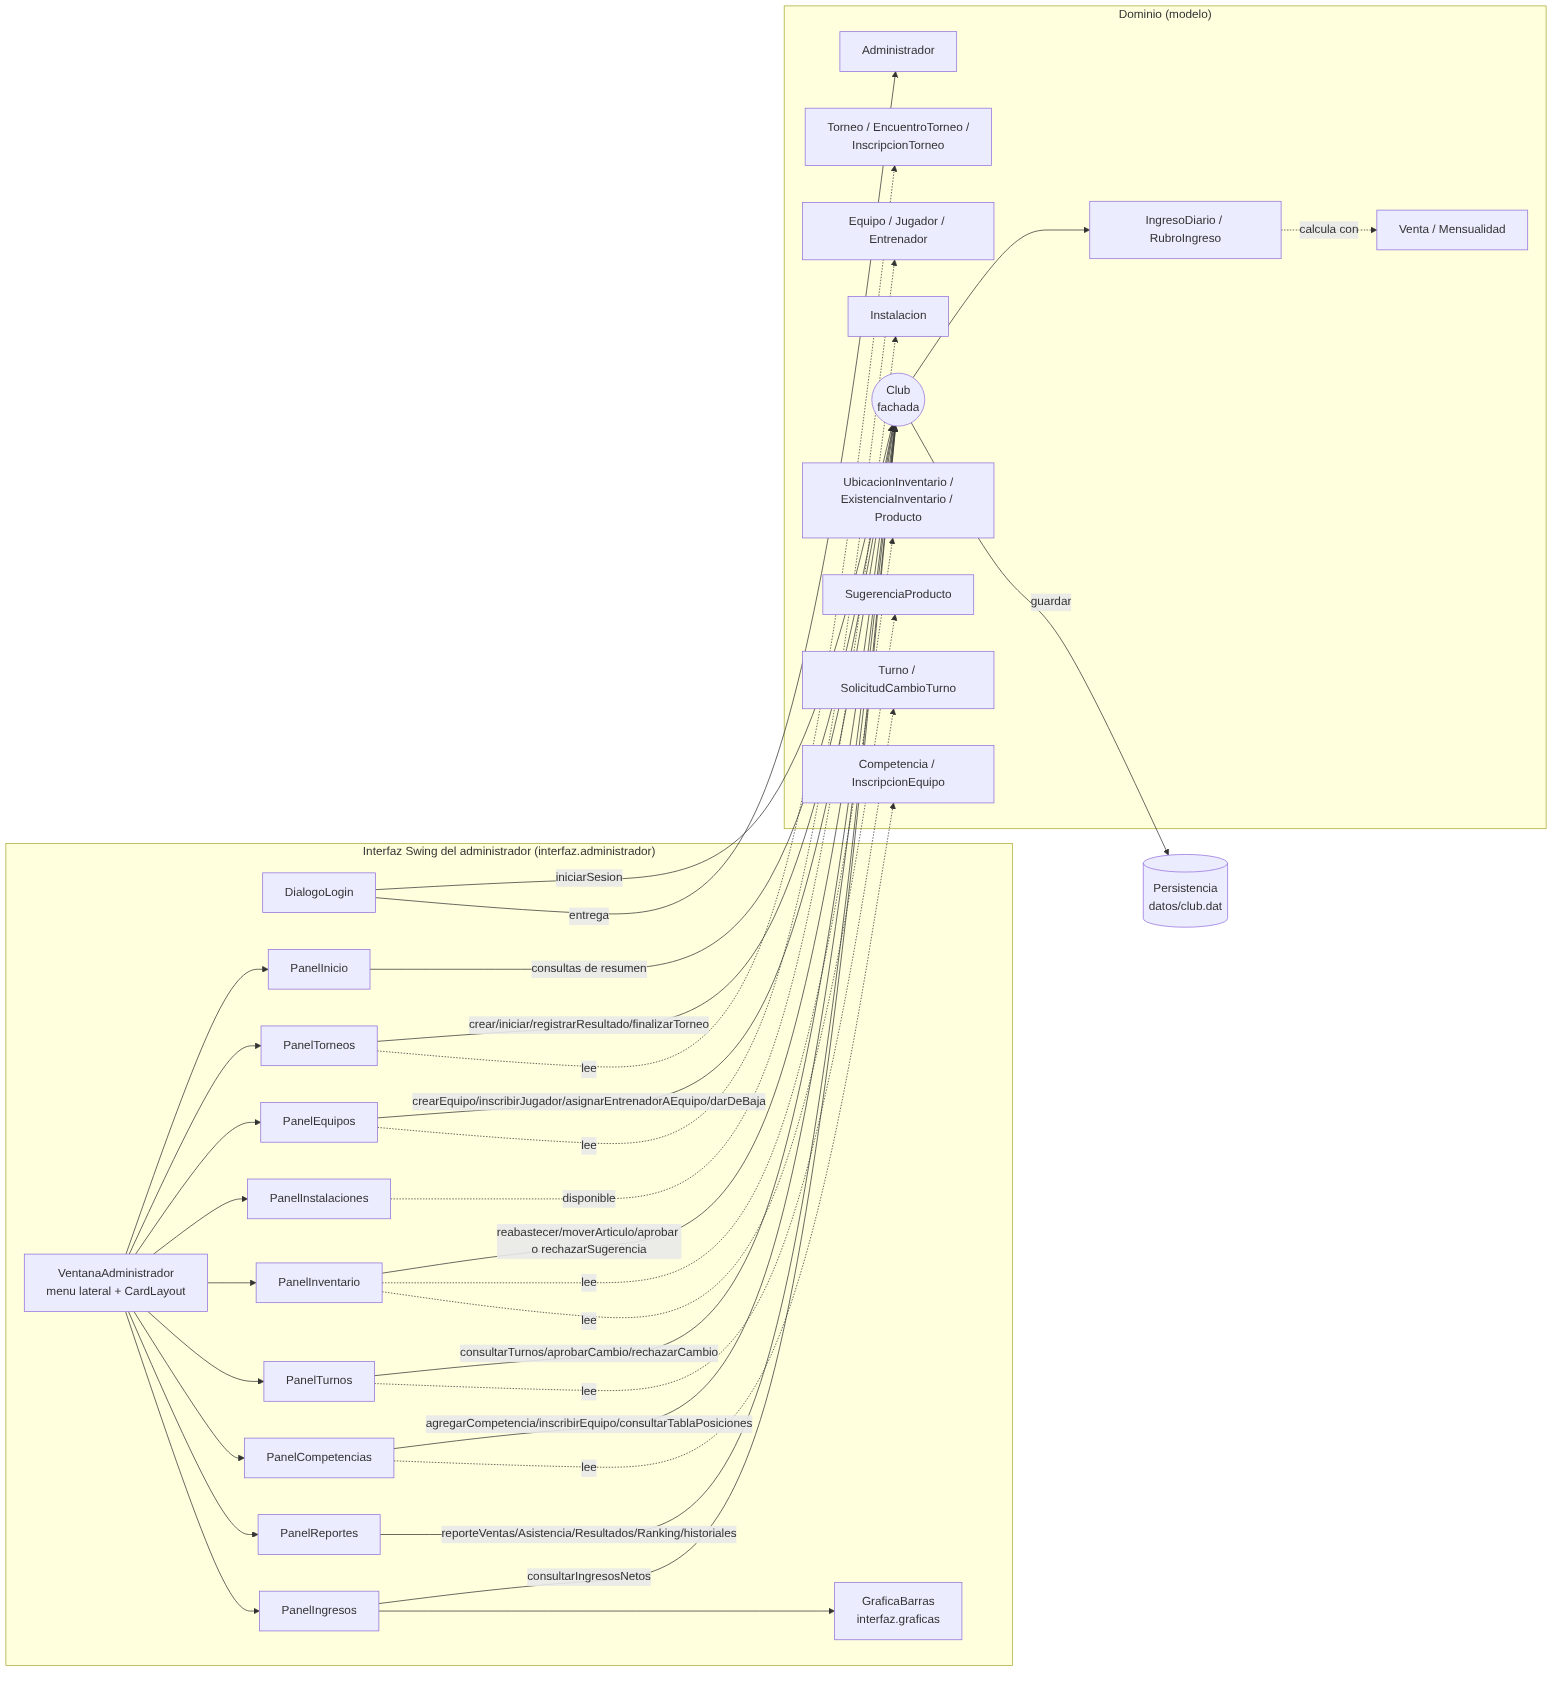 Dominio (modelo)
Administrador
Torneo / EncuentroTorneo /
InscripcionTorneo
Equipo / Jugador /
Entrenador
IngresoDiario /
RubroIngreso
calcula con
Venta / Mensualidad
Instalacion
Club
fachada
UbicacionInventario /
ExistenciaInventario /
Producto
SugerenciaProducto
guardar
Turno /
SolicitudCambioTurno
Competencia /
InscripcionEquipo
Persistencia
datos/club.dat
Interfaz Swing del administrador (interfaz.administrador)
DialogoLogin
iniciarSesion
entrega
PanelInicio
consultas de resumen
PanelTorneos
crear/iniciar/registrarResultado/finalizarTorneo
lee
PanelEquipos
crearEquipo/inscribirJugador/asignarEntrenadorAEquipo/darDeBaja
lee
PanelInstalaciones
disponible
VentanaAdministrador
menu lateral + CardLayout
PanelInventario
reabastecer/moverArticulo/aprobar
o rechazarSugerencia
lee
lee
PanelTurnos
consultarTurnos/aprobarCambio/rechazarCambio
lee
PanelCompetencias
agregarCompetencia/inscribirEquipo/consultarTablaPosiciones
lee
PanelReportes
reporteVentas/Asistencia/Resultados/Ranking/historiales
PanelIngresos
consultarIngresosNetos
GraficaBarras
interfaz.graficas